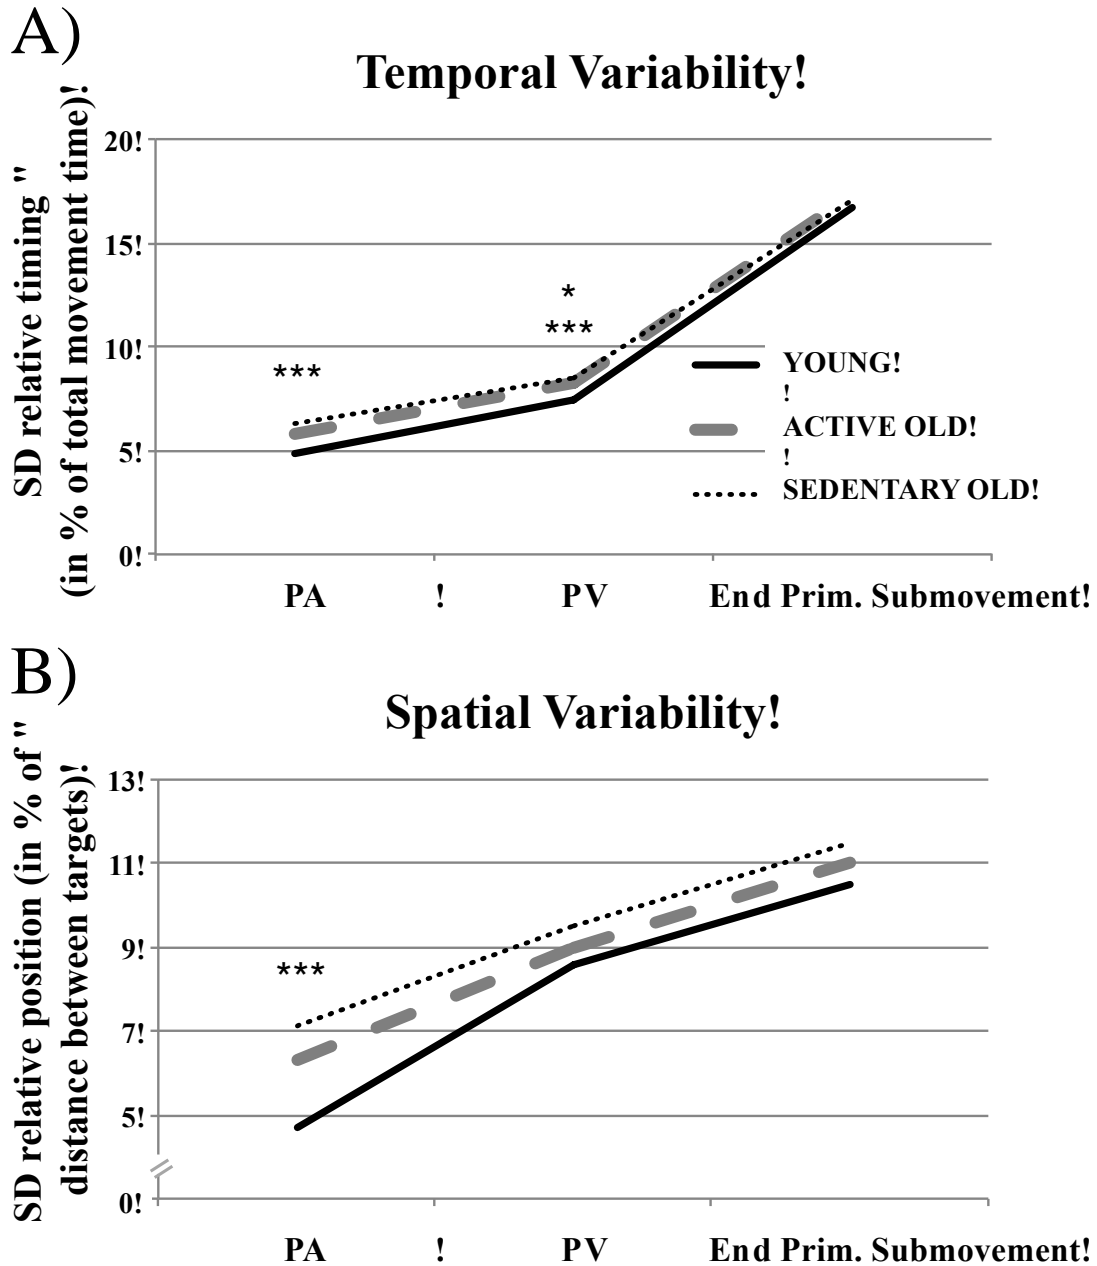 A)
Temporal Variability!
SD relative timing "
(in % of total movement time)!
20!
15!
10!
5!
0!
***
*
***
YOUNG!
!
ACTIVE OLD!
!
SEDENTARY OLD!
PA ! PV End Prim. Submovement!
B)
Spatial Variability!
SD relative position (in % of "
distance between targets)!
13!
11!
9!
7!
5!
0!
***
PA ! PV End Prim. Submovement!